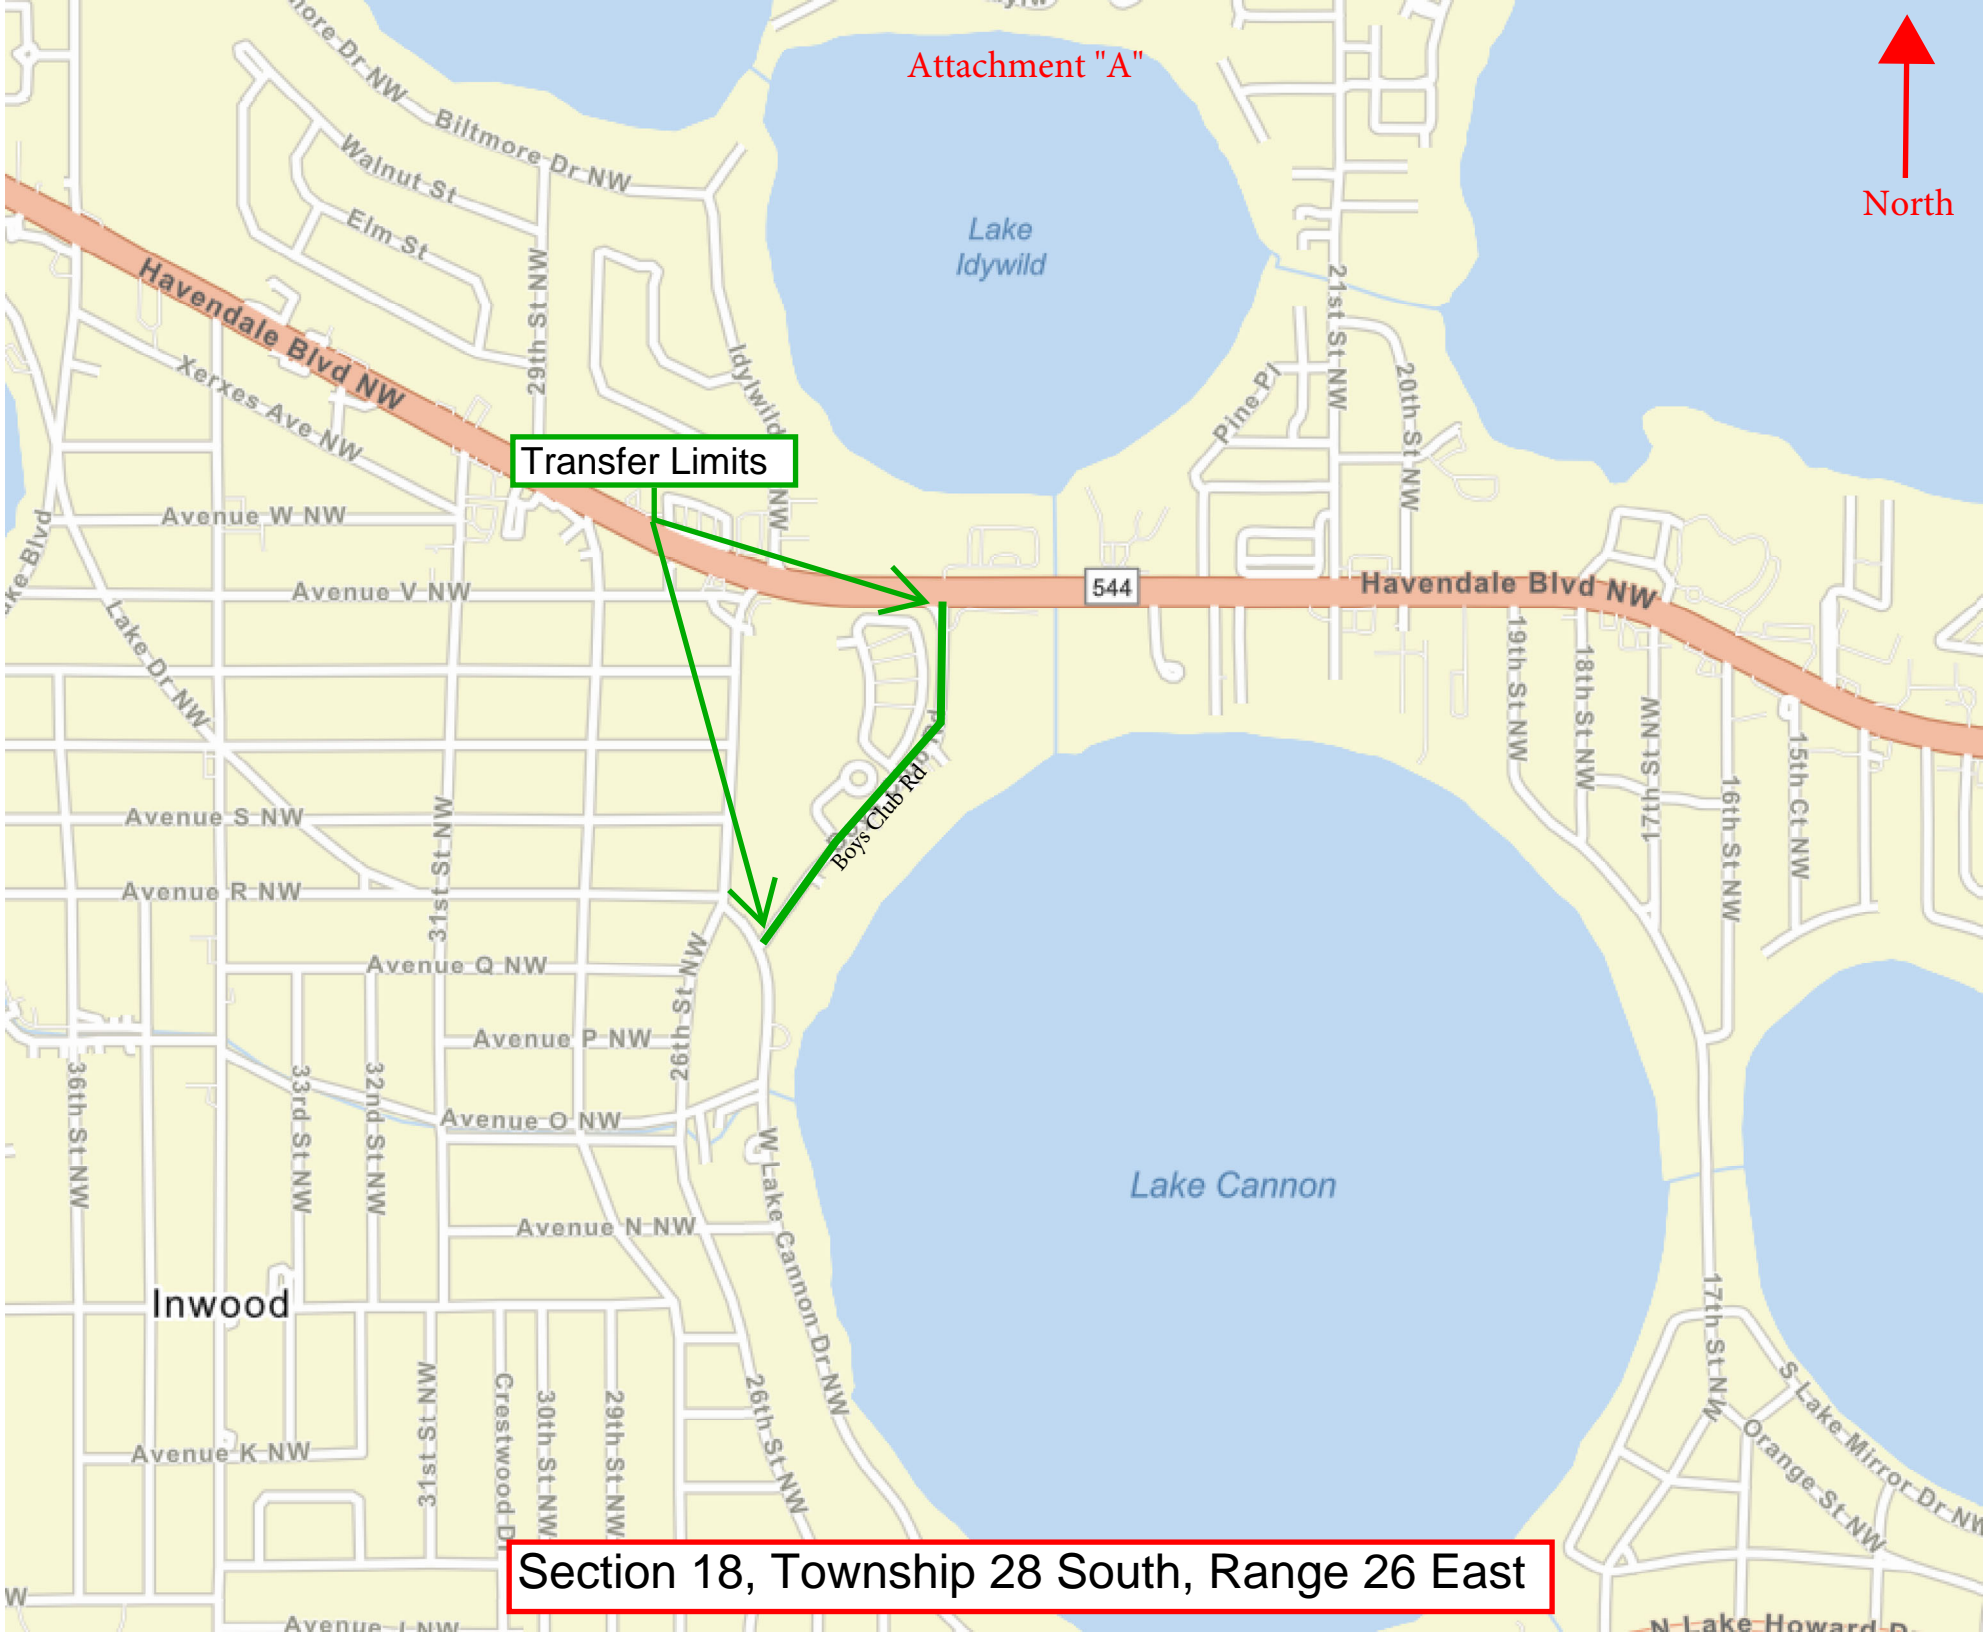 Attachment "A"
North
Biltmore Dr NW
Walnut St
Elm St
Lake
Idywild
Havendale Blvd NW
29th St NW
Idylwild
NW
21st St NW
20th St NW
Pine Pl
Xerxes Ave NW
Transfer Limits
Avenue W NW
Avenue V NW
544
Havendale Blvd NW
Lake Dr NW
19th St NW
18th St NW
17th St NW
16th St NW
15th Ct NW
Boys Club Rd
Avenue S NW
31st St NW
Avenue R NW
Avenue Q NW
26th St NW
Avenue P NW
36th St NW
33rd St NW
32nd St NW
Avenue O NW
W Lake Cannon Dr NW
Lake Cannon
Avenue N NW
Inwood
17th St NW
S Lake Mirror Dr NW
Orange St NW
31st St NW
Crestwood
30th St NW
29th St NW
26th St NW
Avenue K NW
Section 18, Township 28 South, Range 26 East
N Lake Howard